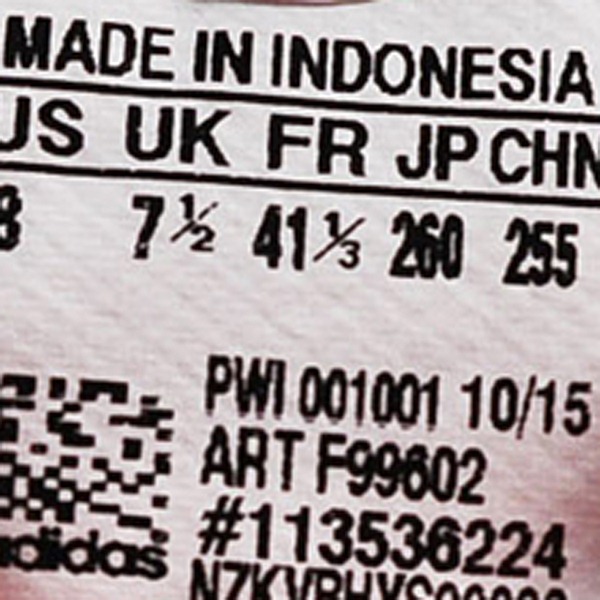 MADE IN INDONESIA
US UK FR JP CHN
8 7½ 41⅓ 260 255
PWI 001001 10/15
ART F99602
#113536224
adidas